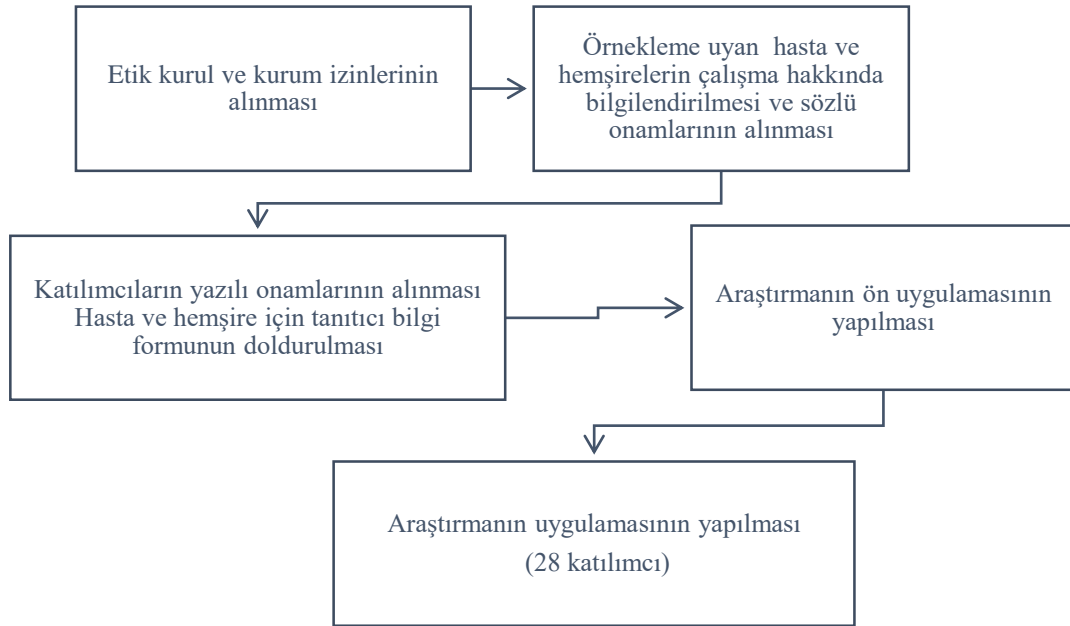 Etik kurul ve kurum izinlerinin
alınması
Örnekleme uyan hasta ve
hemşirelerin çalışma hakkında
bilgilendirilmesi ve sözlü
onamlarının alınması
Katılımcıların yazılı onamlarının alınması
Hasta ve hemşire için tanıtıcı bilgi
formunun doldurulması
Araştırmanın ön uygulamasının
yapılması
Araştırmanın uygulamasının yapılması
(28 katılımcı)